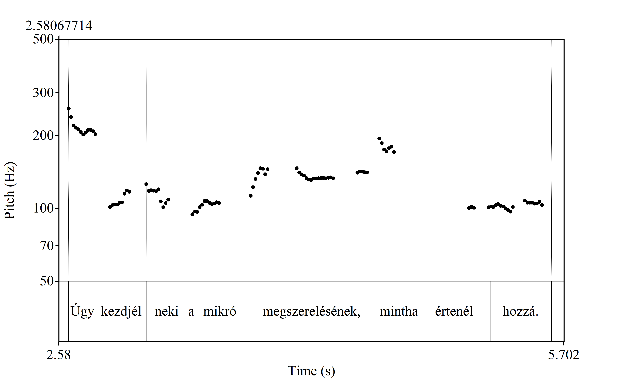 2.58067714
500
300
200
100
70
50
Pitch (Hz)
Úgy kezdjél neki a mikró megszerelésének, mintha értenél hozzá.
2.58 5.702
Time (s)